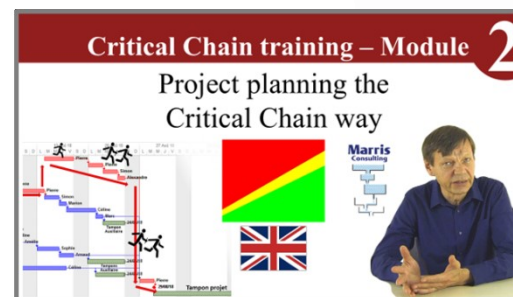 Critical Chain training – Module 2
Project planning the
Critical Chain way
Marris
Consulting
Pierre
Pierre
Simon
Alexandre
Pierre
Simon
Marion
Céline
Marc
Tampon
Auxiliaire
Sophie
Arnaud
Tampon
Auxiliaire
Céline
Pierre
Tampon projet